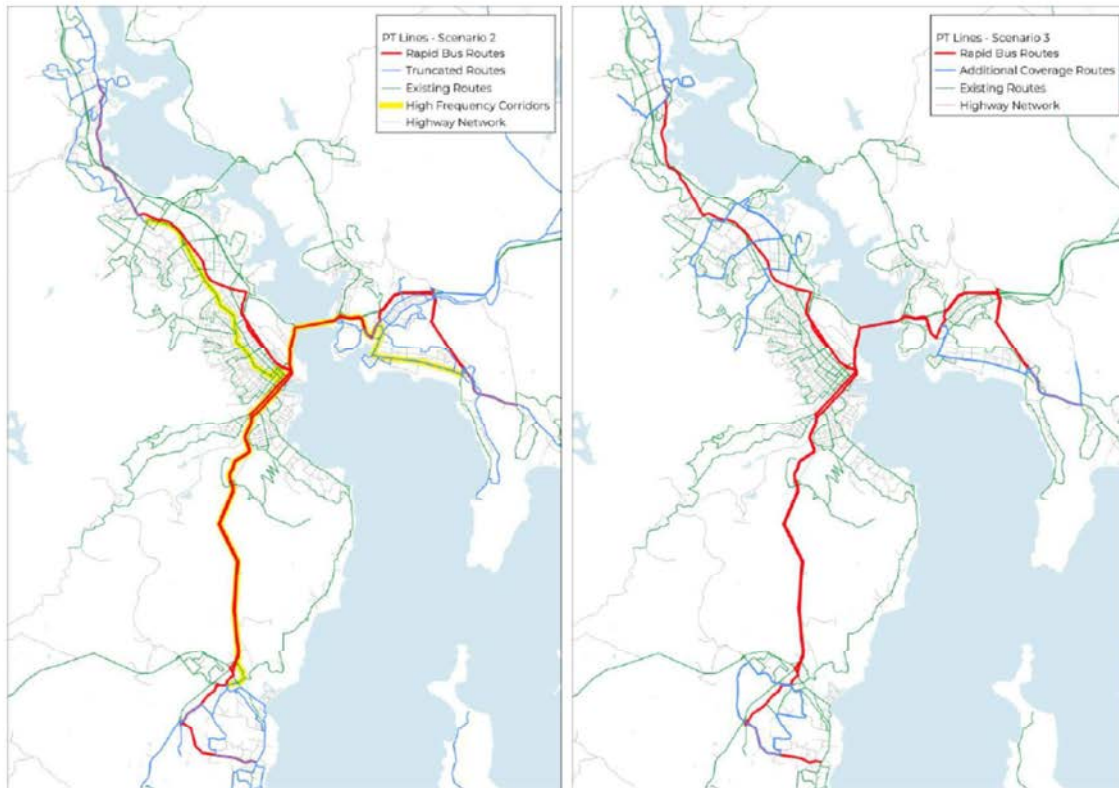 PT Lines - Scenario 2
Rapid Bus Routes
Truncated Routes
Existing Routes
High Frequency Corridors
Highway Network
PT Lines - Scenario 3
Rapid Bus Routes
Additional Coverage Routes
Existing Routes
Highway Network